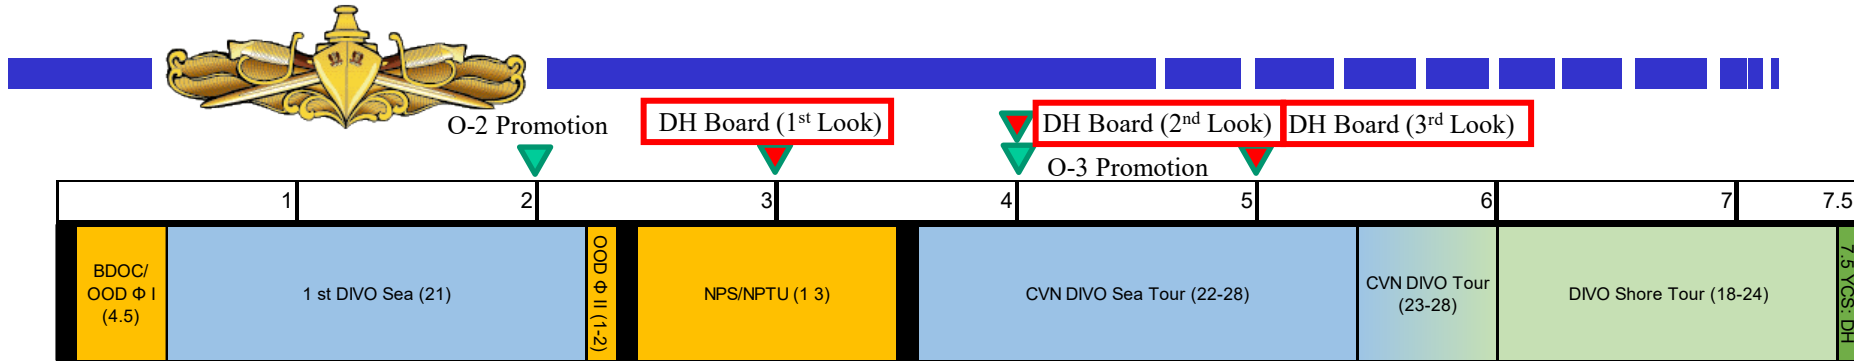 O-2 Promotion
DH Board (1st Look)
DH Board (2nd Look)
DH Board (3rd Look)
O-3 Promotion
1
2
3
4
5
6
7
7.5
BDOC/
OOD Φ I
(4.5)
1 st DIVO Sea (21)
OOD Φ II (1-2)
NPS/NPTU (1 3)
CVN DIVO Sea Tour (22-28)
CVN DIVO Tour
(23-28)
DIVO Shore Tour (18-24)
7.5 YCS: DH